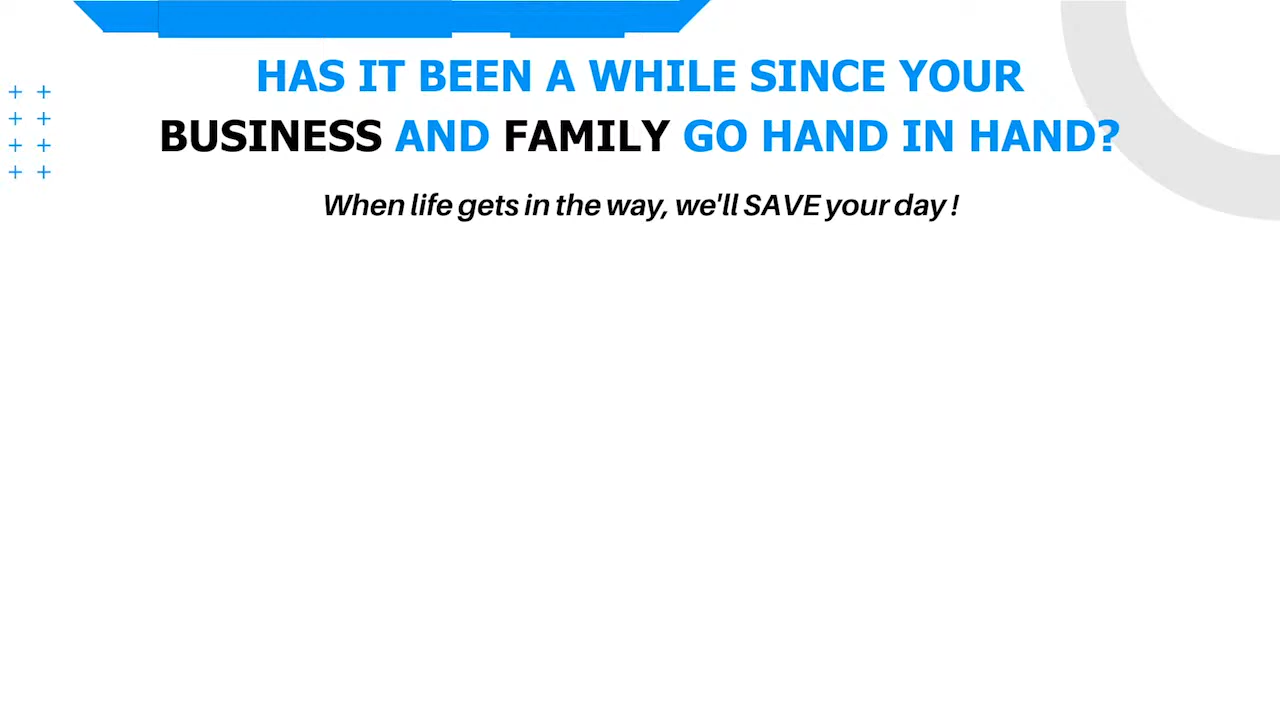 HAS IT BEEN A WHILE SINCE YOUR
BUSINESS AND FAMILY GO HAND IN HAND?
When life gets in the way, we'll SAVE your day !